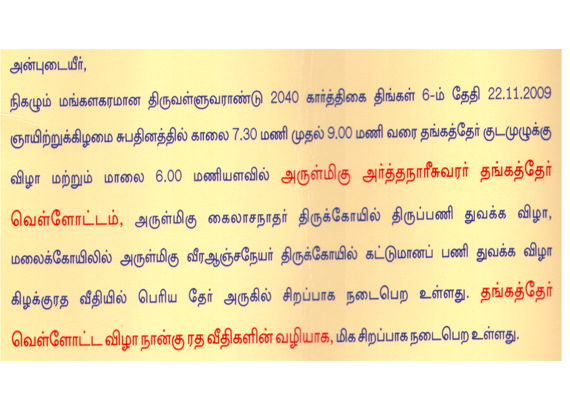 அன்புடையீர்,
நிகழும் மங்களகரமான திருவள்ளுவராண்டு 2040 கார்த்திகை திங்கள் 6-ம் தேதி 22.11.2009
ஞாயிற்றுக்கிழமை சுபதினத்தில் காலை 7.30 மணி முதல் 9.00 மணி வரை தங்கத்தேர் குடமுழுக்கு
விழா மற்றும் மாலை 6.00 மணியளவில் அருள்மிகு அர்த்தநாரீசுவரர் தங்கத்தேர்
வெள்ளோட்டம், அருள்மிகு கைலாசநாதர் திருக்கோயில் திருப்பணி துவக்க விழா,
மலைக்கோயிலில் அருள்மிகு வீரஆஞ்சநேயர் திருக்கோயில் கட்டுமானப் பணி துவக்க விழா
கிழக்குரத வீதியில் பெரிய தேர் அருகில் சிறப்பாக நடைபெற உள்ளது. தங்கத்தேர்
வெள்ளோட்ட விழா நான்கு ரத வீதிகளின் வழியாக, மிக சிறப்பாக நடைபெற உள்ளது.